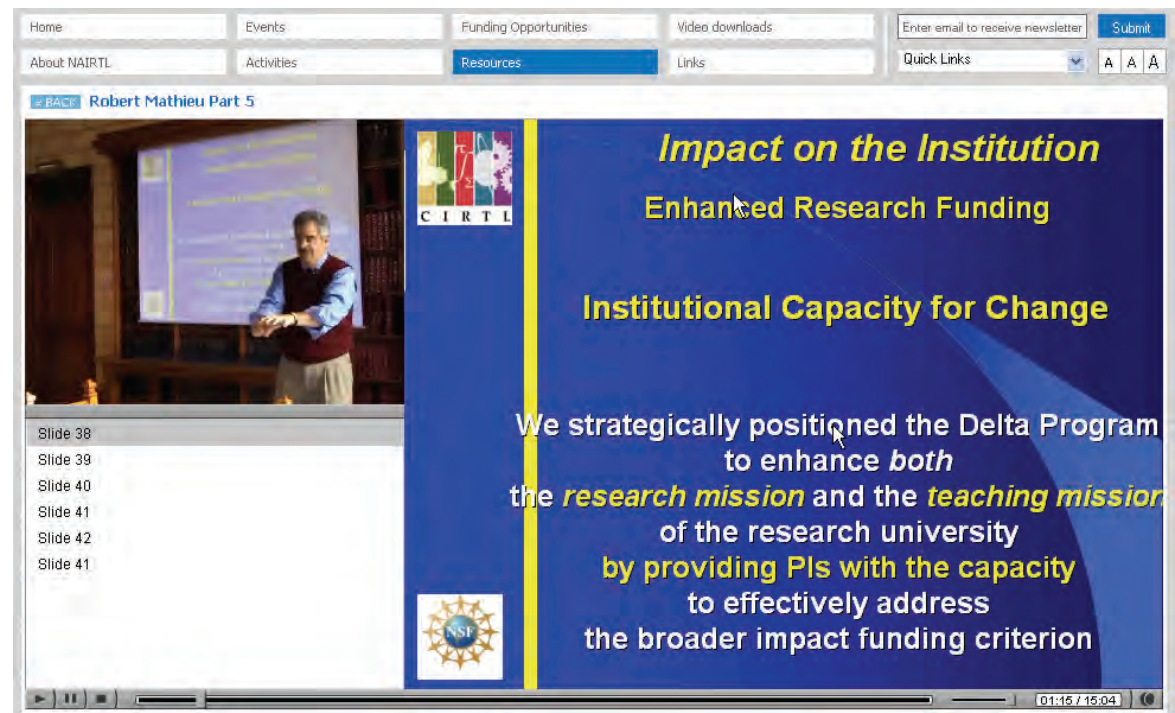 Home
Events
Funding Opportunities
Video downloads
Enter email to receive newsletter
Submit
About NAIRTL
Activities
Resources
Links
Quick Links
A A A
« BACK Robert Mathieu Part 5
CIRTL
Impact on the Institution
Enhanced Research Funding
Institutional Capacity for Change
We strategically positioned the Delta Program
to enhance both
the research mission and the teaching mission
of the research university
by providing PIs with the capacity
to effectively address
the broader impact funding criterion
NSF
Slide 38
Slide 39
Slide 40
Slide 41
Slide 42
Slide 41
01:15 / 15:04